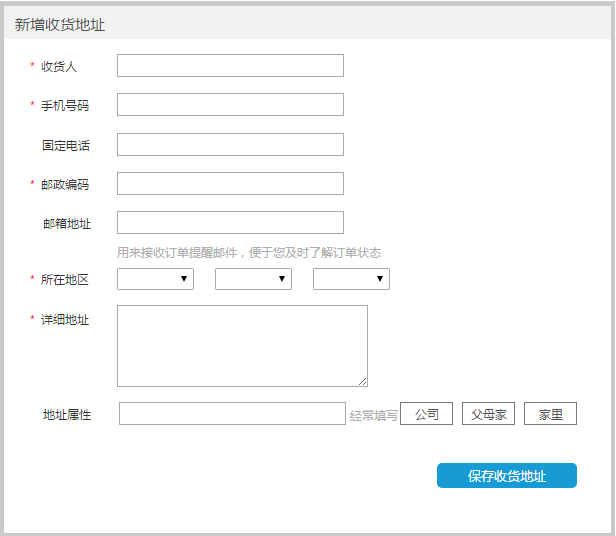 新增收货地址
* 收货人
* 手机号码
固定电话
* 邮政编码
邮箱地址
用来接收订单提醒邮件，便于您及时了解订单状态
* 所在地区
* 详细地址
地址属性 经常填写 公司 父母家 家里
保存收货地址